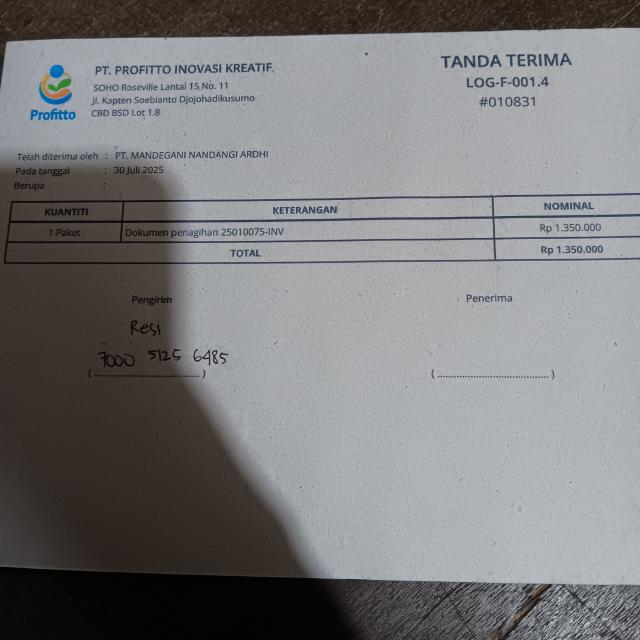 Profitto
PT. PROFITTO INOVASI KREATIF
SOHO Roseville Lantai 15 No. 11
Jl. Kapten Soebianto Djojohadikusumo
CBD BSD Lot 1.8
TANDA TERIMA
LOG-F-001.4
#010831
Telah diterima oleh : PT. MANDEGANI NANDANGI ARDHI
Pada tanggal : 30 Juli 2025
Berupa :
KUANTITI KETERANGAN NOMINAL
1 Paket Dokumen penagihan 25010075-INV Rp 1.350.000
TOTAL Rp 1.350.000
Pengirim Penerima
Resi
7000 5125 6485
(..............................) (..............................)